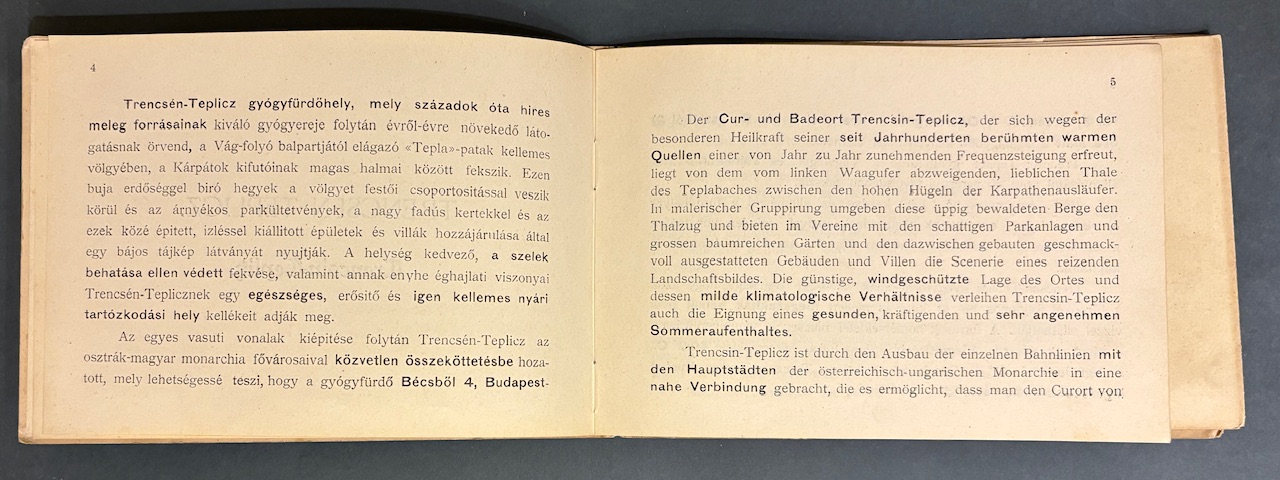 4
Trencsén-Teplicz gyógyfürdőhely, mely századok óta hires
meleg forrásainak kiváló gyógyereje folytán évről-évre növekedő láto-
gatásnak örvend, a Vág-folyó balpartjától elágazó «Tepla»-patak kellemes
völgyében, a Kárpátok kifutóinak magas halmai között fekszik. Ezen
buja erdőséggel biró hegyek a völgyet festői csoportositással veszik
körül és az árnyékos parkültetvények, a nagy fadús kertekkel és az
ezek közé épitett, izléssel kiállitott épületek és villák hozzájárulása által
egy bájos tájkép látványát nyujtják. A helység kedvező, a szelek
behatása ellen védett fekvése, valamint annak enyhe éghajlati viszonyai
Trencsén-Teplicznek egy egészséges, erősitő és igen kellemes nyári
tartózkodási hely kellékeit adják meg.
Az egyes vasuti vonalak kiépitése folytán Trencsén-Teplicz az
osztrák-magyar monarchia fővárosaival közvetlen összeköttetésbe hoza-
tott, mely lehetségessé teszi, hogy a gyógyfürdő Bécsből 4, Budapest-
5
Der Cur- und Badeort Trencsin-Teplicz, der sich wegen der
besonderen Heilkraft seiner seit Jahrhunderten berühmten warmen
Quellen einer von Jahr zu Jahr zunehmenden Frequenzsteigung erfreut,
liegt von dem vom linken Waagufer abzweigenden, lieblichen Thale
des Teplabaches zwischen den hohen Hügeln der Karpathenausläufer.
In malerischer Gruppirung umgeben diese üppig bewaldeten Berge den
Thalzug und bieten im Vereine mit den schattigen Parkanlagen und
grossen baumreichen Gärten und den dazwischen gebauten geschmack-
voll ausgestatteten Gebäuden und Villen die Scenerie eines reizenden
Landschaftsbildes. Die günstige, windgeschützte Lage des Ortes und
dessen milde klimatologische Verhältnisse verleihen Trencsin-Teplicz
auch die Eignung eines gesunden, kräftigenden und sehr angenehmen
Sommeraufenthaltes.
Trencsin-Teplicz ist durch den Ausbau der einzelnen Bahnlinien mit
den Hauptstädten der österreichisch-ungarischen Monarchie in eine
nahe Verbindung gebracht, die es ermöglicht, dass man den Curort von